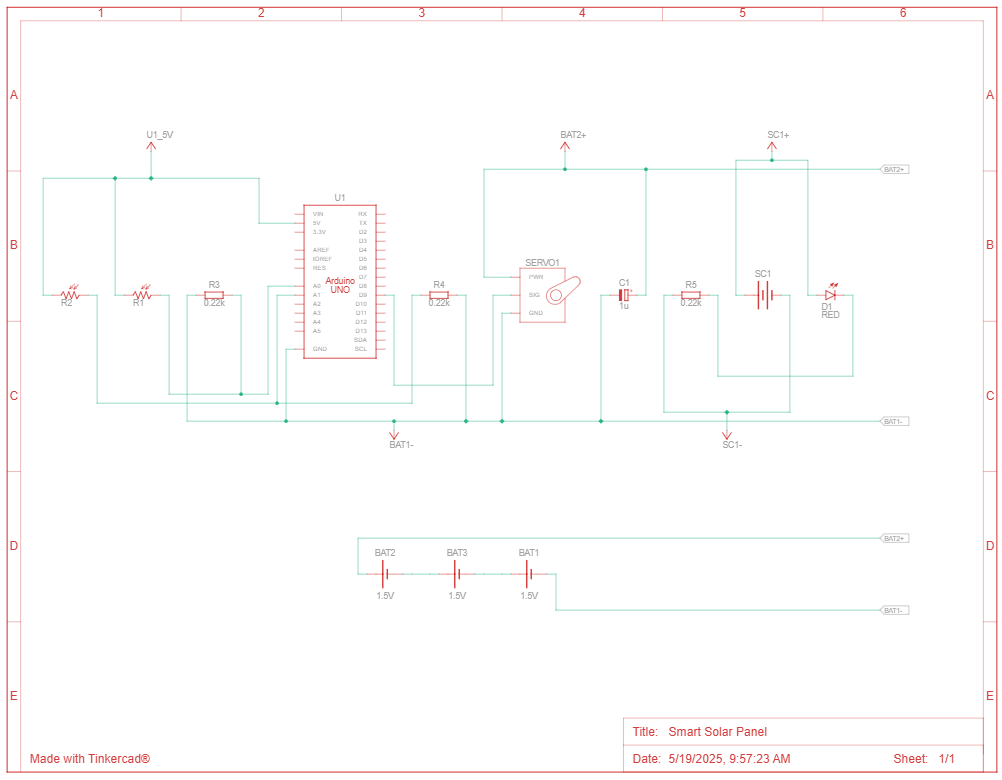 1 2 3 4 5 6
A A
U1_5V BAT2+ SC1+
BAT2+
U1
VIN RX
5V TX
3.3V D2
D3
AREF D4
IOREF D5
RES D6
D7
A0 D8
A1 D9
A2 D10
A3 D11
A4 D12
A5 D13
SDA
GND SCL
Arduino
UNO
B B
SERVO1
PWR
SIG
GND
R2
R1
R3
0.22k
R4
0.22k
C1
+
1u
R5
0.22k
SC1
D1
RED
C C
BAT1-
BAT1- SC1-
D D
BAT2+
BAT2 BAT3 BAT1
1.5V 1.5V 1.5V
BAT1-
E E
Title: Smart Solar Panel
Made with Tinkercad® Date: 5/19/2025, 9:57:23 AM Sheet: 1/1